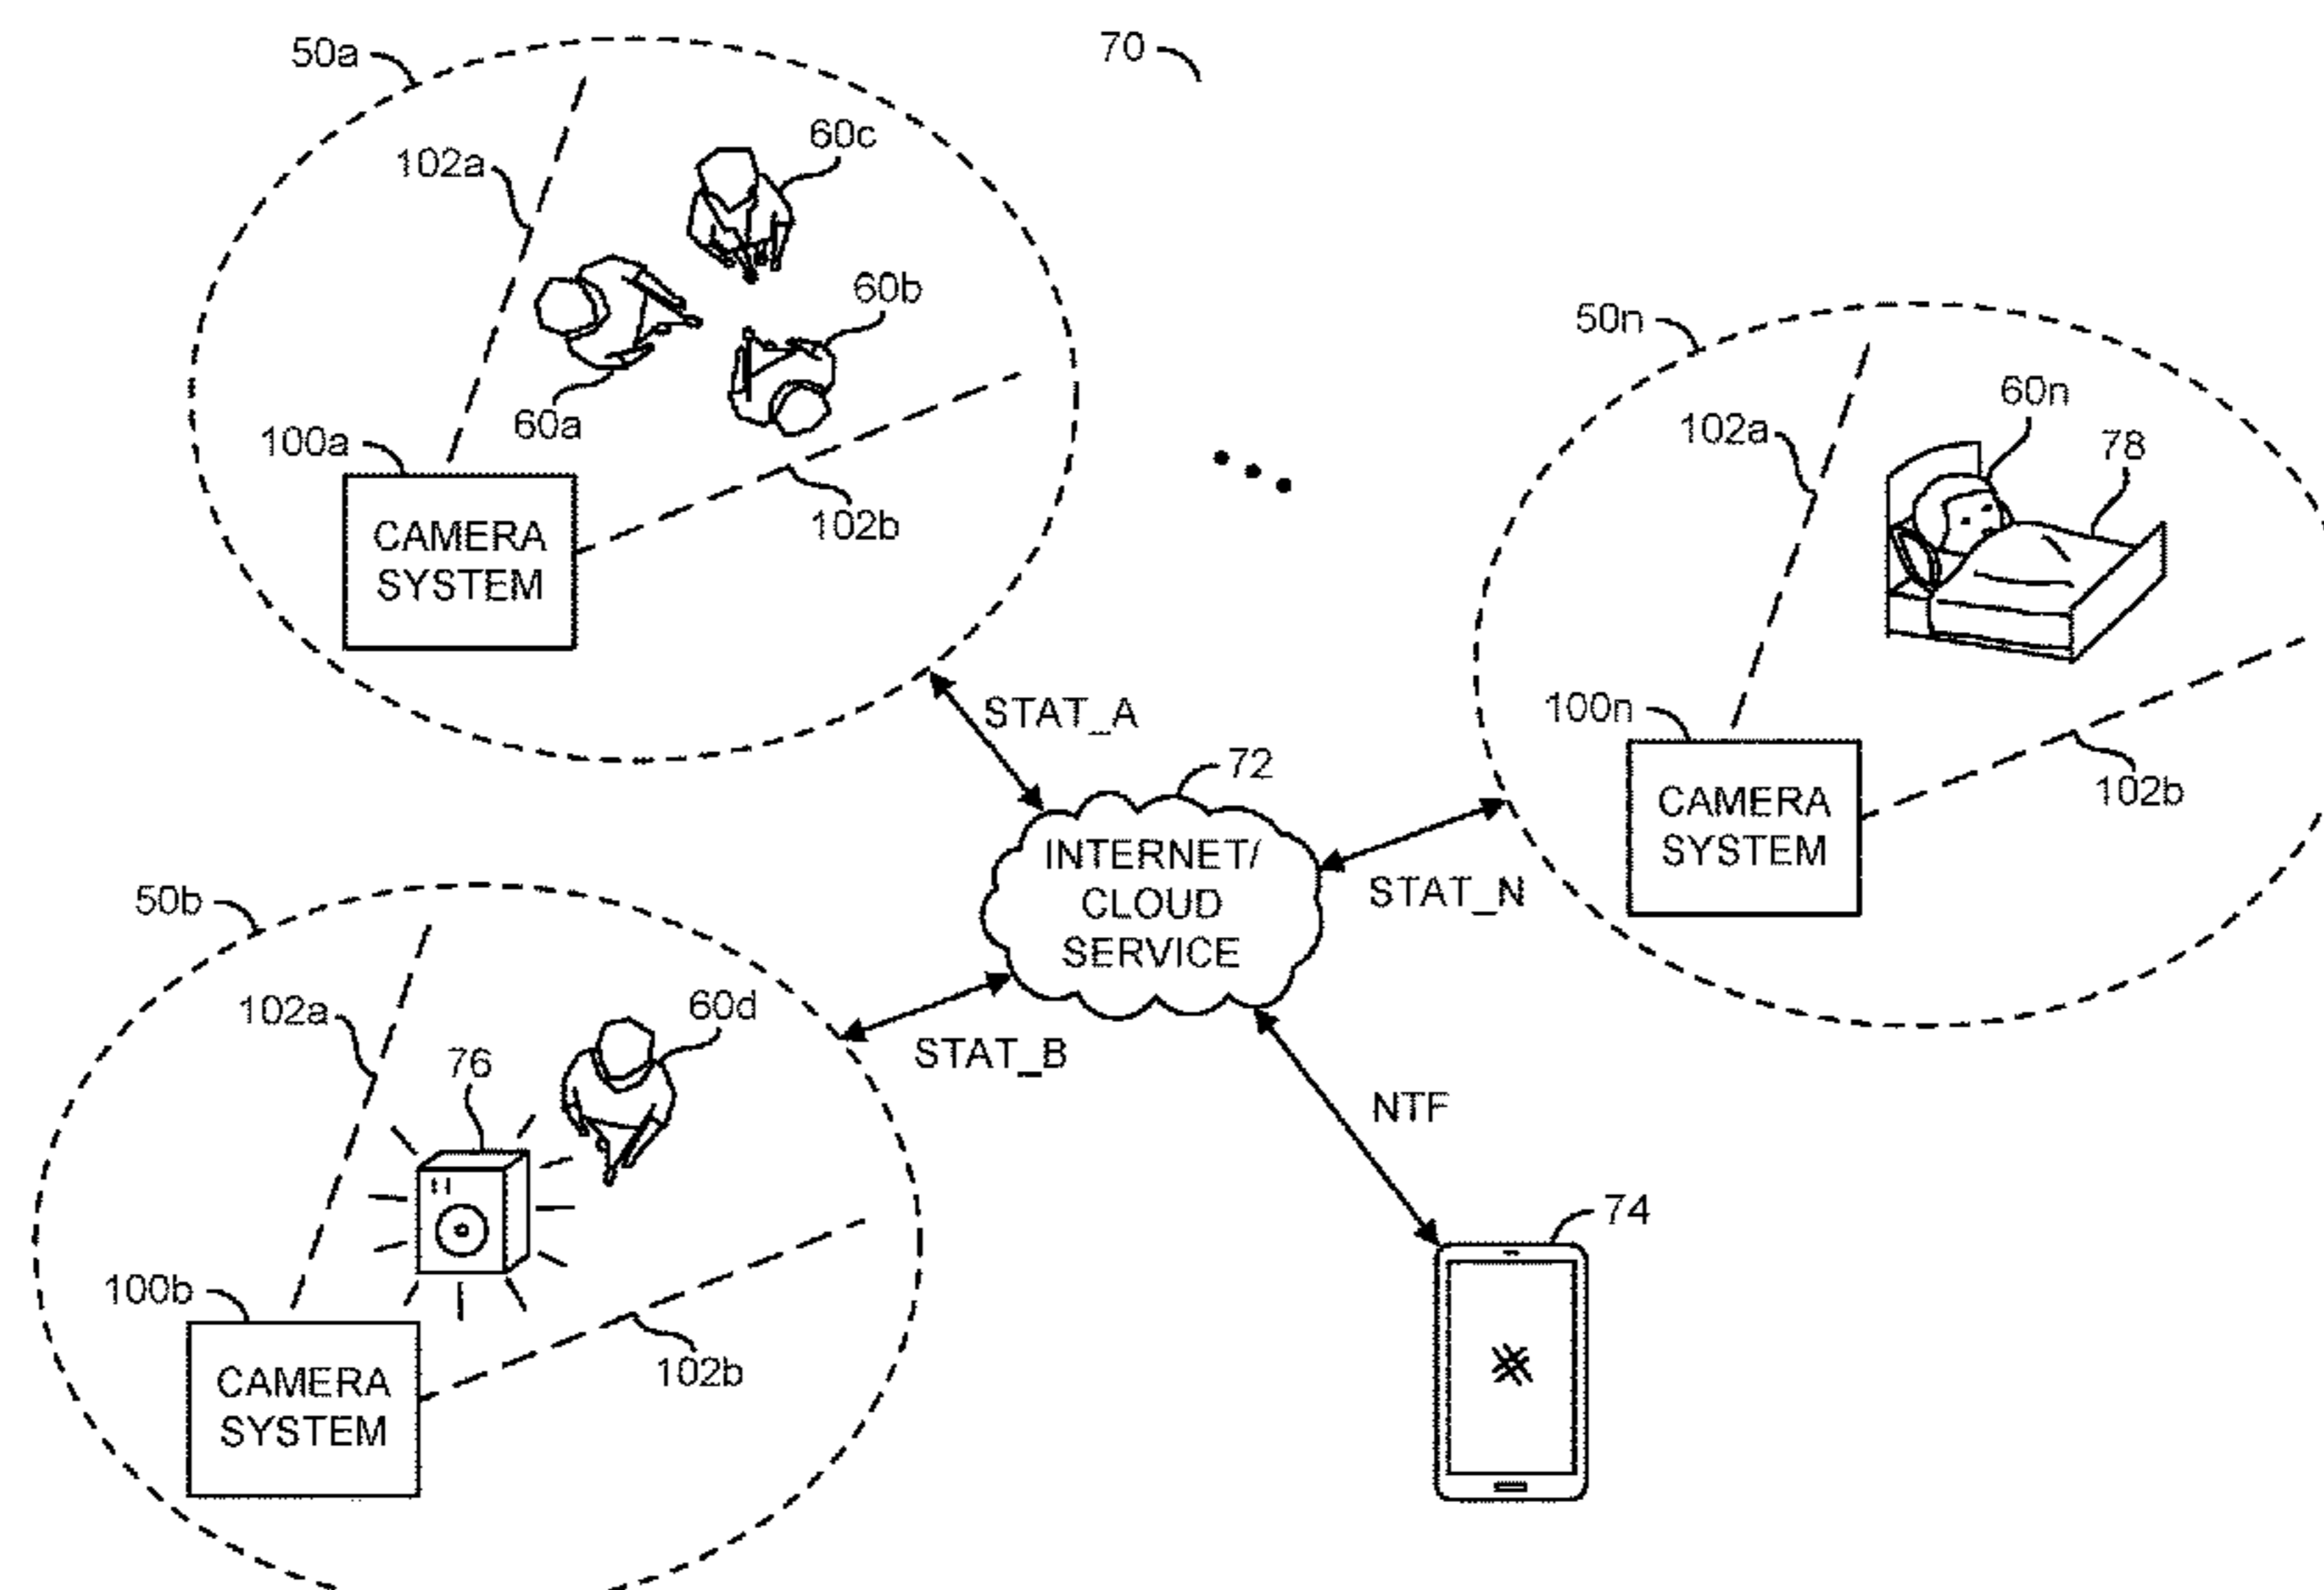 50a
70
60c
102a
60b
50n
60n
102a
78
60a
100a
102b
CAMERA
SYSTEM
STAT_A
100n
72
102b
CAMERA
SYSTEM
INTERNET/
CLOUD
SERVICE
STAT_N
50b
102a
60d
76
STAT_B
NTF
74
100b
102b
CAMERA
SYSTEM